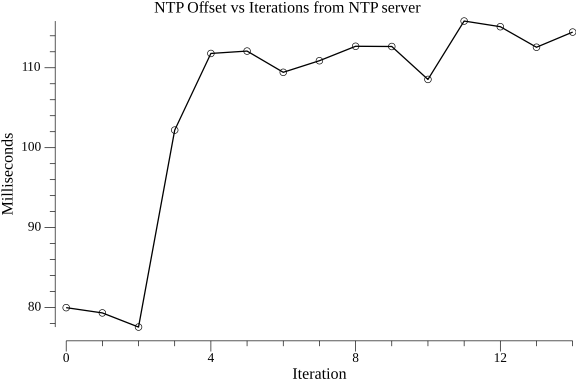 NTP Offset vs Iterations from NTP server
110
100
90
80
Milliseconds
0 4 8 12
Iteration